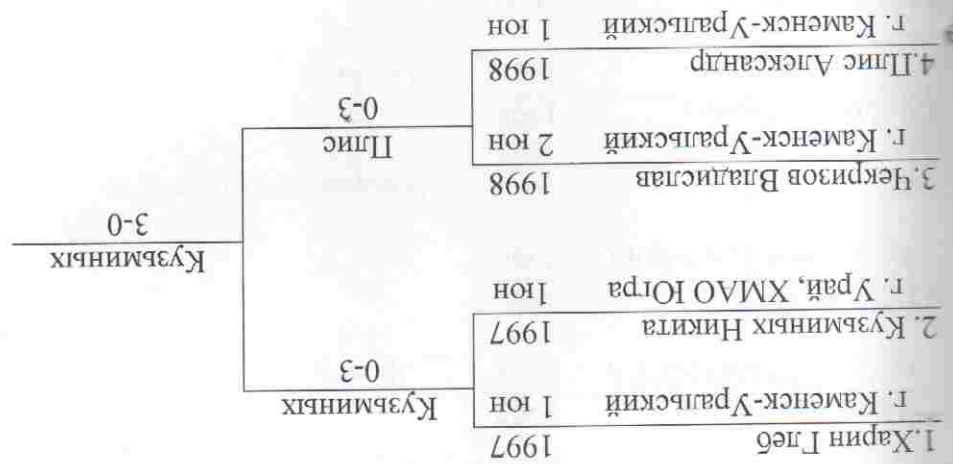 1.Харин Глеб 1997
г. Каменск-Уральский 1 юн
Кузьминых
0-3
2. Кузьминых Никита 1997
г. Урай, ХМАО Югра 1юн
Кузьминых
3-0
3.Чекризов Владислав 1998
г. Каменск-Уральский 2 юн
Плис
0-3
4.Плис Александр 1998
г. Каменск-Уральский 1 юн